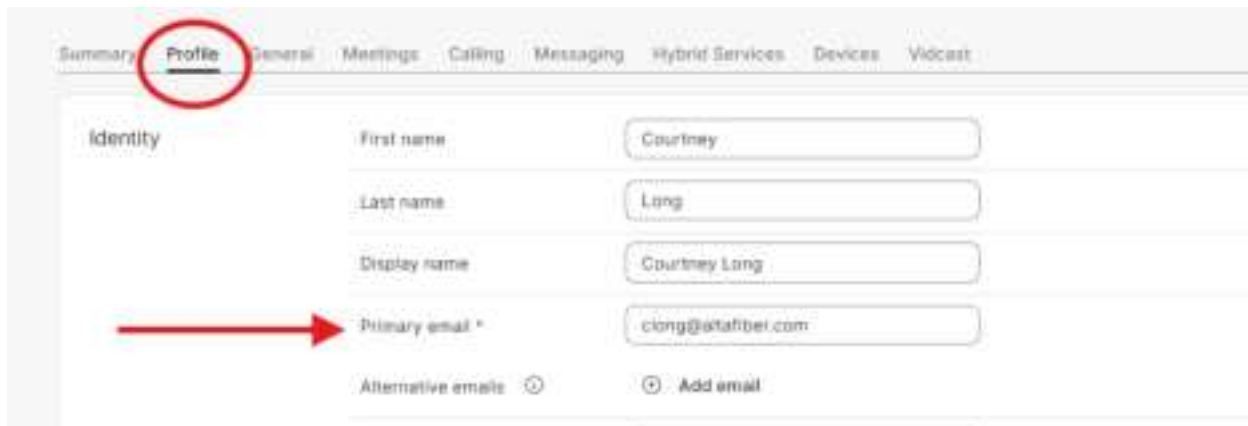 Summary Profile General Meetings Calling Messaging Hybrid Services Devices Vidcast
Identity First name Courtney
Last name Long
Display name Courtney Long
Primary email * clong@altafiber.com
Alternative emails Add email